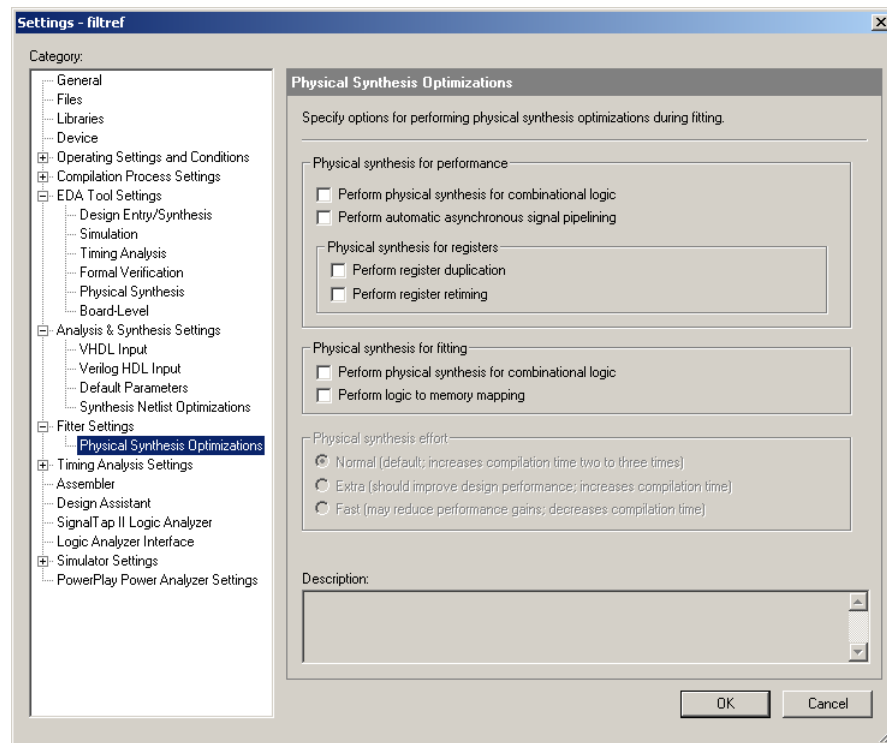 Settings - filtref
Category:
General
Files
Libraries
Device
Operating Settings and Conditions
Compilation Process Settings
EDA Tool Settings
Design Entry/Synthesis
Simulation
Timing Analysis
Formal Verification
Physical Synthesis
Board-Level
Analysis & Synthesis Settings
VHDL Input
Verilog HDL Input
Default Parameters
Synthesis Netlist Optimizations
Fitter Settings
Physical Synthesis Optimizations
Timing Analysis Settings
Assembler
Design Assistant
SignalTap II Logic Analyzer
Logic Analyzer Interface
Simulator Settings
PowerPlay Power Analyzer Settings
Physical Synthesis Optimizations
Specify options for performing physical synthesis optimizations during fitting.
Physical synthesis for performance
Perform physical synthesis for combinational logic
Perform automatic asynchronous signal pipelining
Physical synthesis for registers
Perform register duplication
Perform register retiming
Physical synthesis for fitting
Perform physical synthesis for combinational logic
Perform logic to memory mapping
Physical synthesis effort
Normal (default; increases compilation time two to three times)
Extra (should improve design performance; increases compilation time)
Fast (may reduce performance gains; decreases compilation time)
Description:
OK
Cancel